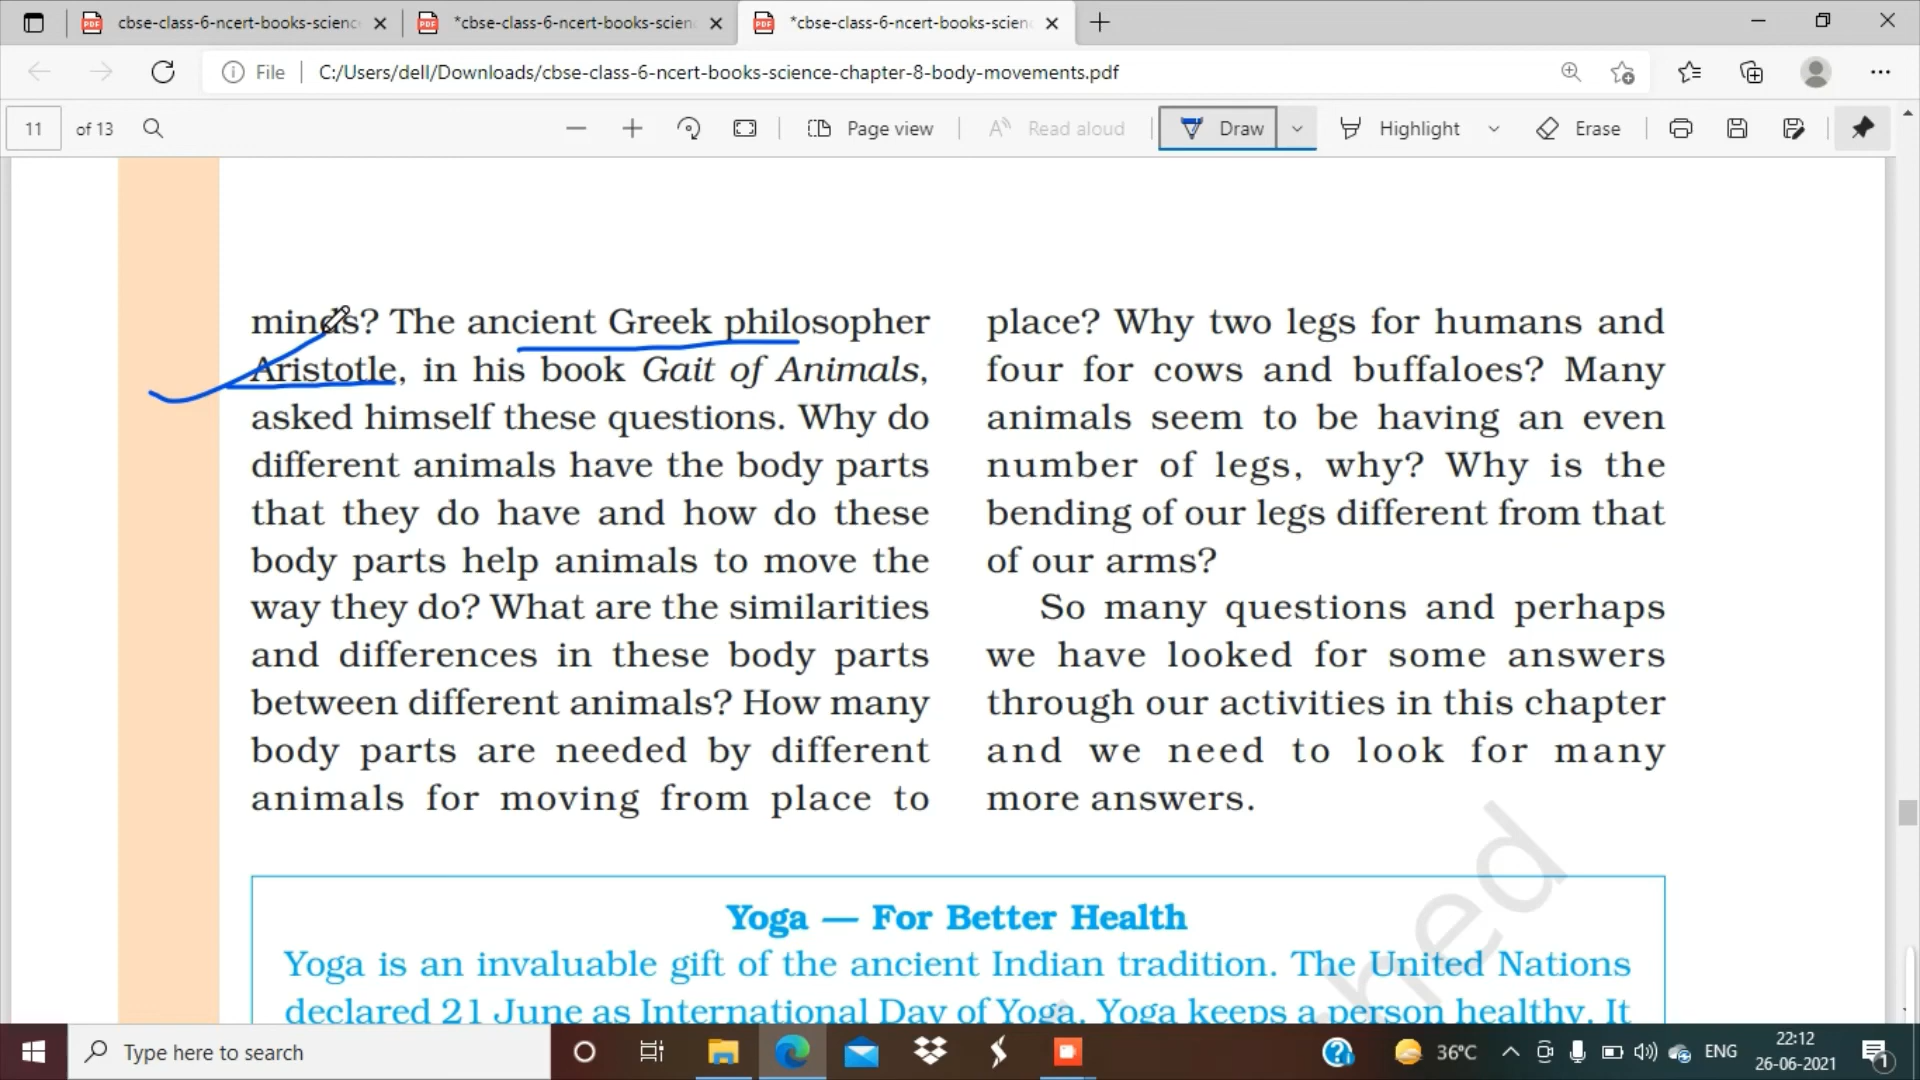 cbse-class-6-ncert-books-science
*cbse-class-6-ncert-books-scien
*cbse-class-6-ncert-books-scien
File
C:/Users/dell/Downloads/cbse-class-6-ncert-books-science-chapter-8-body-movements.pdf
11 of 13
Page view
Read aloud
Draw
Highlight
Erase
minds? The ancient Greek philosopher
Aristotle, in his book Gait of Animals,
asked himself these questions. Why do
different animals have the body parts
that they do have and how do these
body parts help animals to move the
way they do? What are the similarities
and differences in these body parts
between different animals? How many
body parts are needed by different
animals for moving from place to
place? Why two legs for humans and
four for cows and buffaloes? Many
animals seem to be having an even
number of legs, why? Why is the
bending of our legs different from that
of our arms?
So many questions and perhaps
we have looked for some answers
through our activities in this chapter
and we need to look for many
more answers.
Yoga — For Better Health
Yoga is an invaluable gift of the ancient Indian tradition. The United Nations
declared 21 June as International Day of Yoga. Yoga keeps a person healthy. It
hed
Type here to search
36°C
ENG
22:12
26-06-2021
1